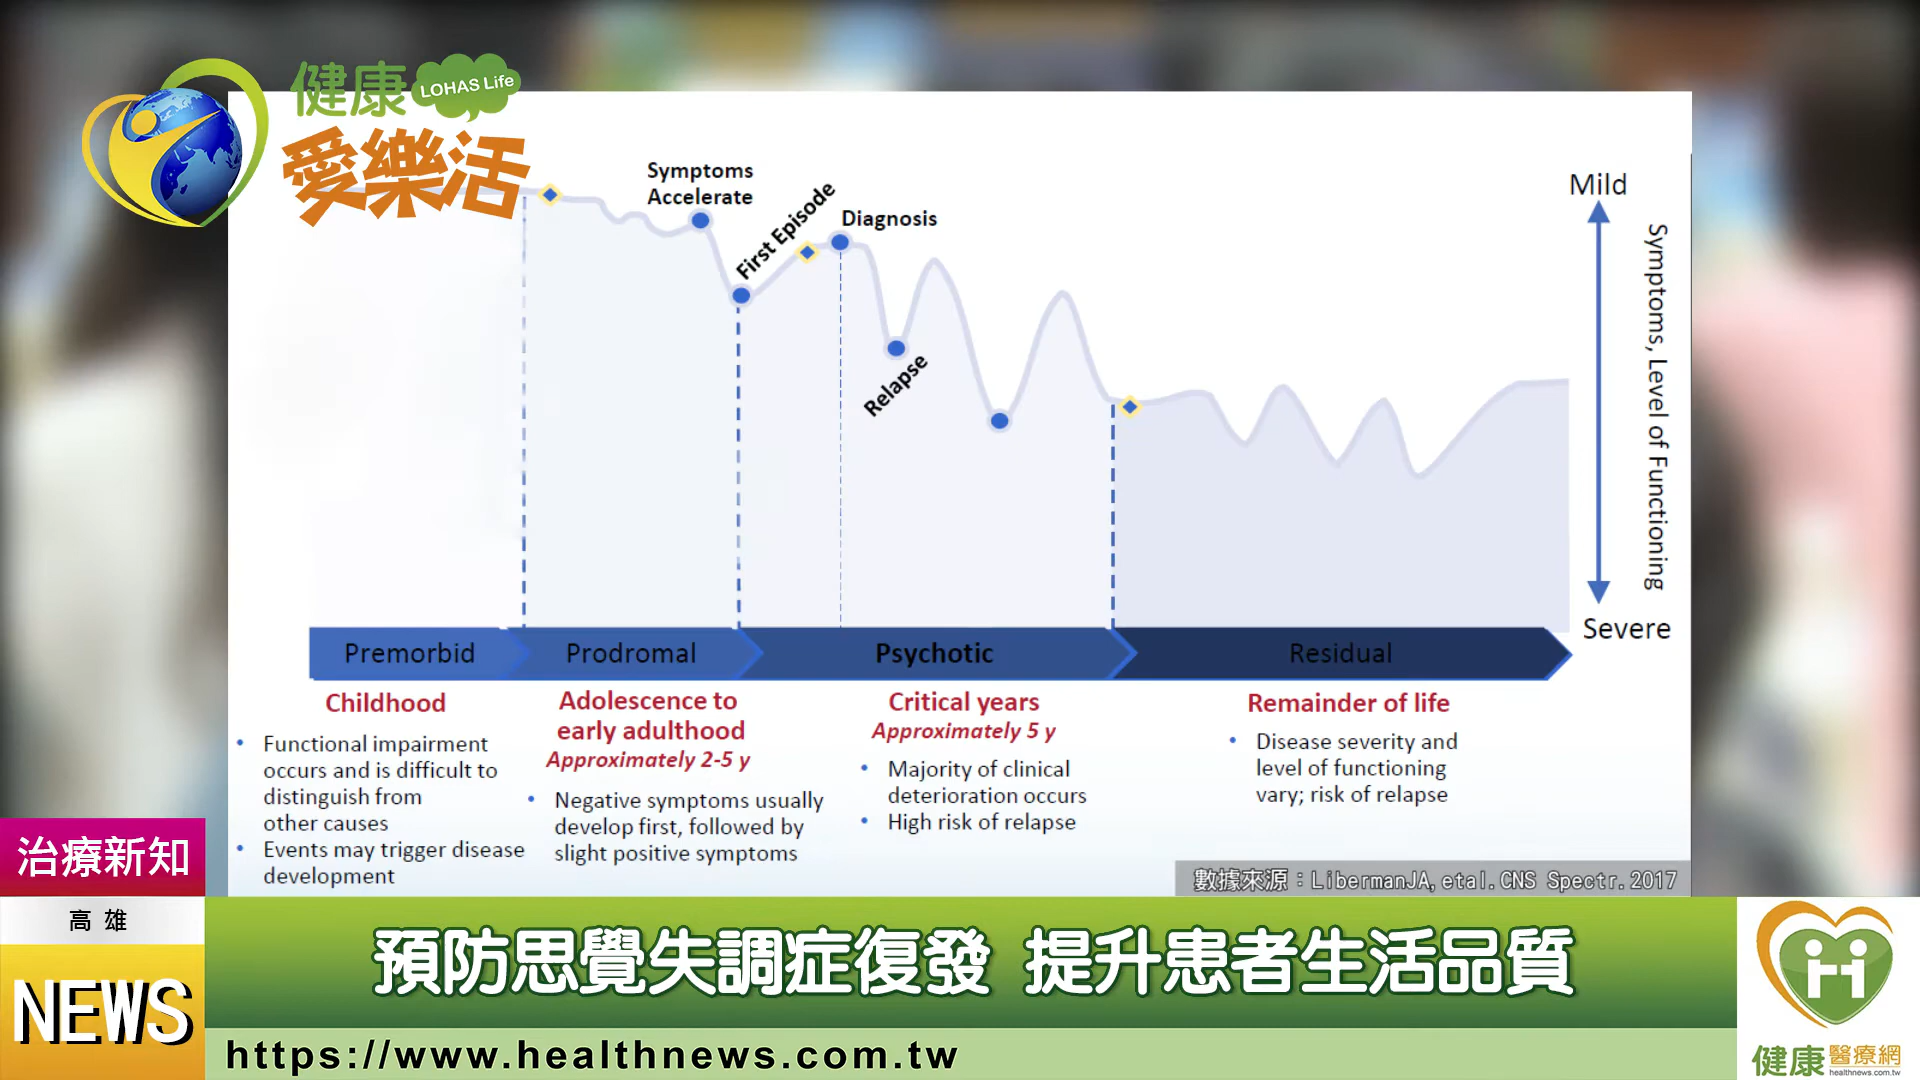 健康
LOHAS Life
愛樂活
Symptoms
Accelerate
First Episode
Diagnosis
Relapse
Mild
Symptoms, Level of Functioning
Severe
Premorbid
Prodromal
Psychotic
Residual
Childhood
• Functional impairment
occurs and is difficult to
distinguish from
other causes
• Events may trigger disease
development
Adolescence to
early adulthood
Approximately 2-5 y
• Negative symptoms usually
develop first, followed by
slight positive symptoms
Critical years
Approximately 5 y
• Majority of clinical
deterioration occurs
• High risk of relapse
Remainder of life
• Disease severity and
level of functioning
vary; risk of relapse
數據來源：LibermanJA,etal.CNS Spectr.2017
治療新知
高雄
NEWS
預防思覺失調症復發 提升患者生活品質
https://www.healthnews.com.tw
健康醫療網
healthnews.com.tw